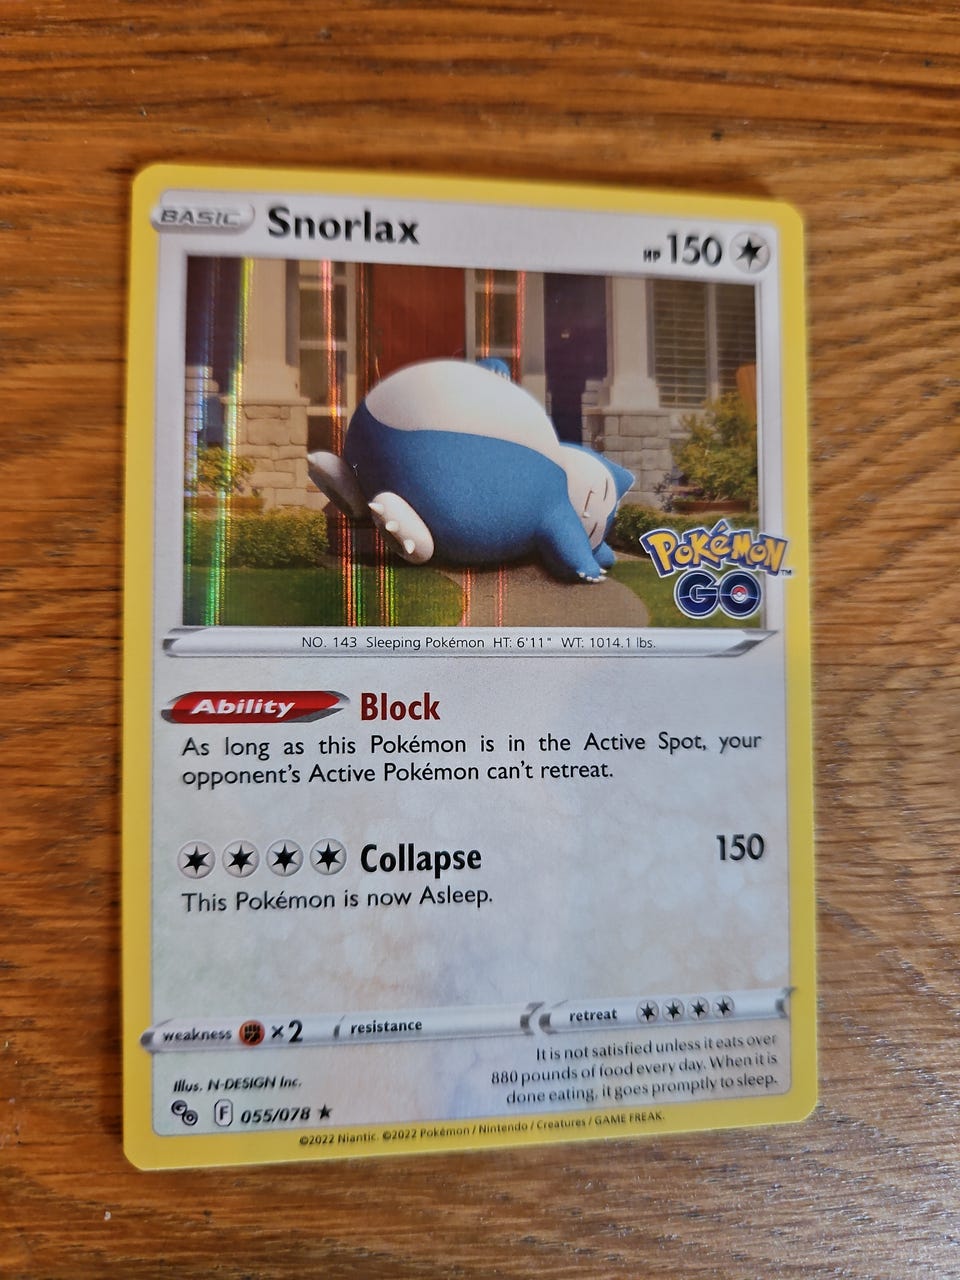 BASIC Snorlax HP 150
Pokémon
GO
TM
NO. 143 Sleeping Pokémon HT: 6'11" WT: 1014.1 lbs.
Ability Block
As long as this Pokémon is in the Active Spot, your
opponent's Active Pokémon can't retreat.
Collapse 150
This Pokémon is now Asleep.
weakness ×2 resistance retreat
It is not satisfied unless it eats over
880 pounds of food every day. When it is
done eating, it goes promptly to sleep.
Illus. N-DESIGN Inc.
GO F 055/078 ★
©2022 Niantic. ©2022 Pokémon / Nintendo / Creatures / GAME FREAK.